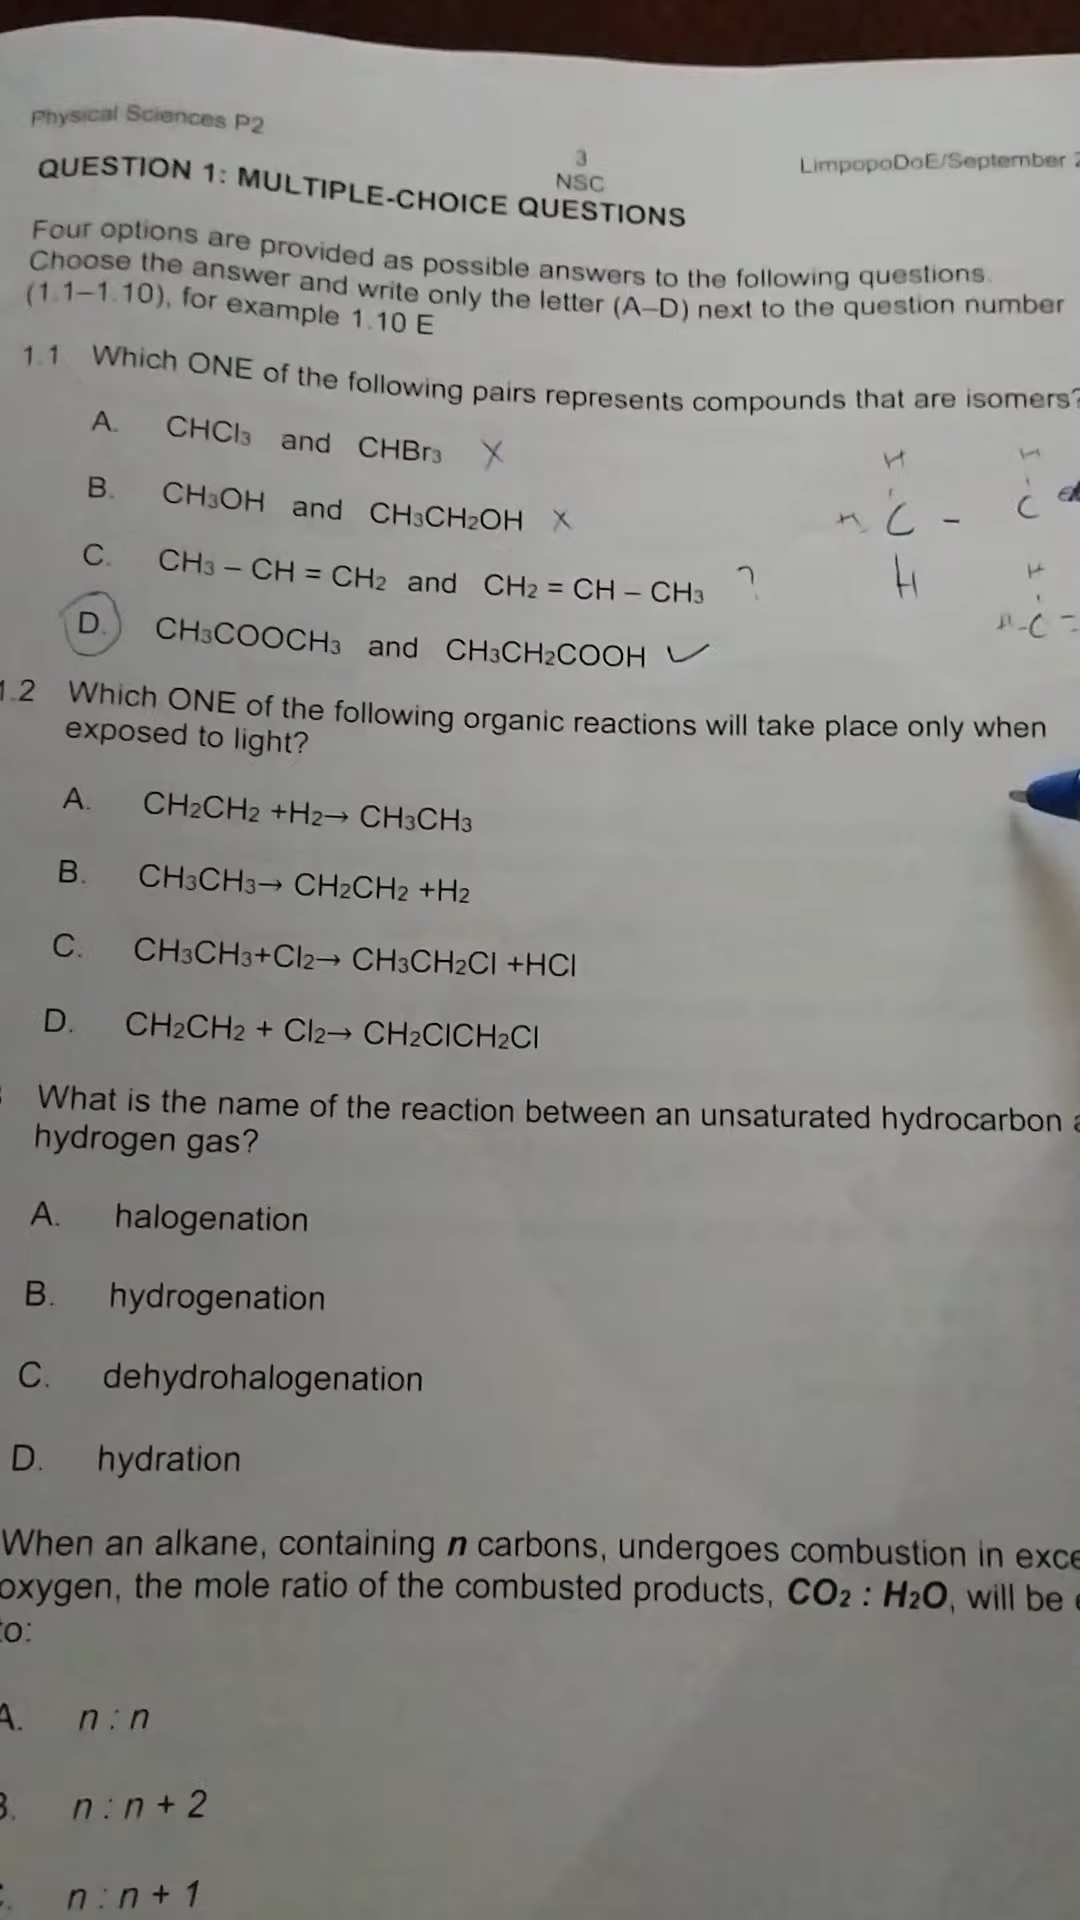 Physical Sciences P2
3
NSC
LimpopoDoE/September
QUESTION 1: MULTIPLE-CHOICE QUESTIONS
Four options are provided as possible answers to the following questions.
Choose the answer and write only the letter (A–D) next to the question number
(1.1–1.10), for example 1.10 E
1.1 Which ONE of the following pairs represents compounds that are isomers?
A. CHCl₃ and CHBr₃ X
B. CH₃OH and CH₃CH₂OH X
C. CH₃ – CH = CH₂ and CH₂ = CH – CH₃ ?
D. CH₃COOCH₃ and CH₃CH₂COOH ✓
H H
H C - C
H H
H-C=
1.2 Which ONE of the following organic reactions will take place only when
exposed to light?
A. CH₂CH₂ +H₂→ CH₃CH₃
B. CH₃CH₃→ CH₂CH₂ +H₂
C. CH₃CH₃+Cl₂→ CH₃CH₂Cl +HCl
D. CH₂CH₂ + Cl₂→ CH₂ClCH₂Cl
What is the name of the reaction between an unsaturated hydrocarbon
hydrogen gas?
A. halogenation
B. hydrogenation
C. dehydrohalogenation
D. hydration
When an alkane, containing n carbons, undergoes combustion in
oxygen, the mole ratio of the combusted products, CO₂ : H₂O, will be
to:
A. n : n
B. n : n + 2
C. n : n + 1